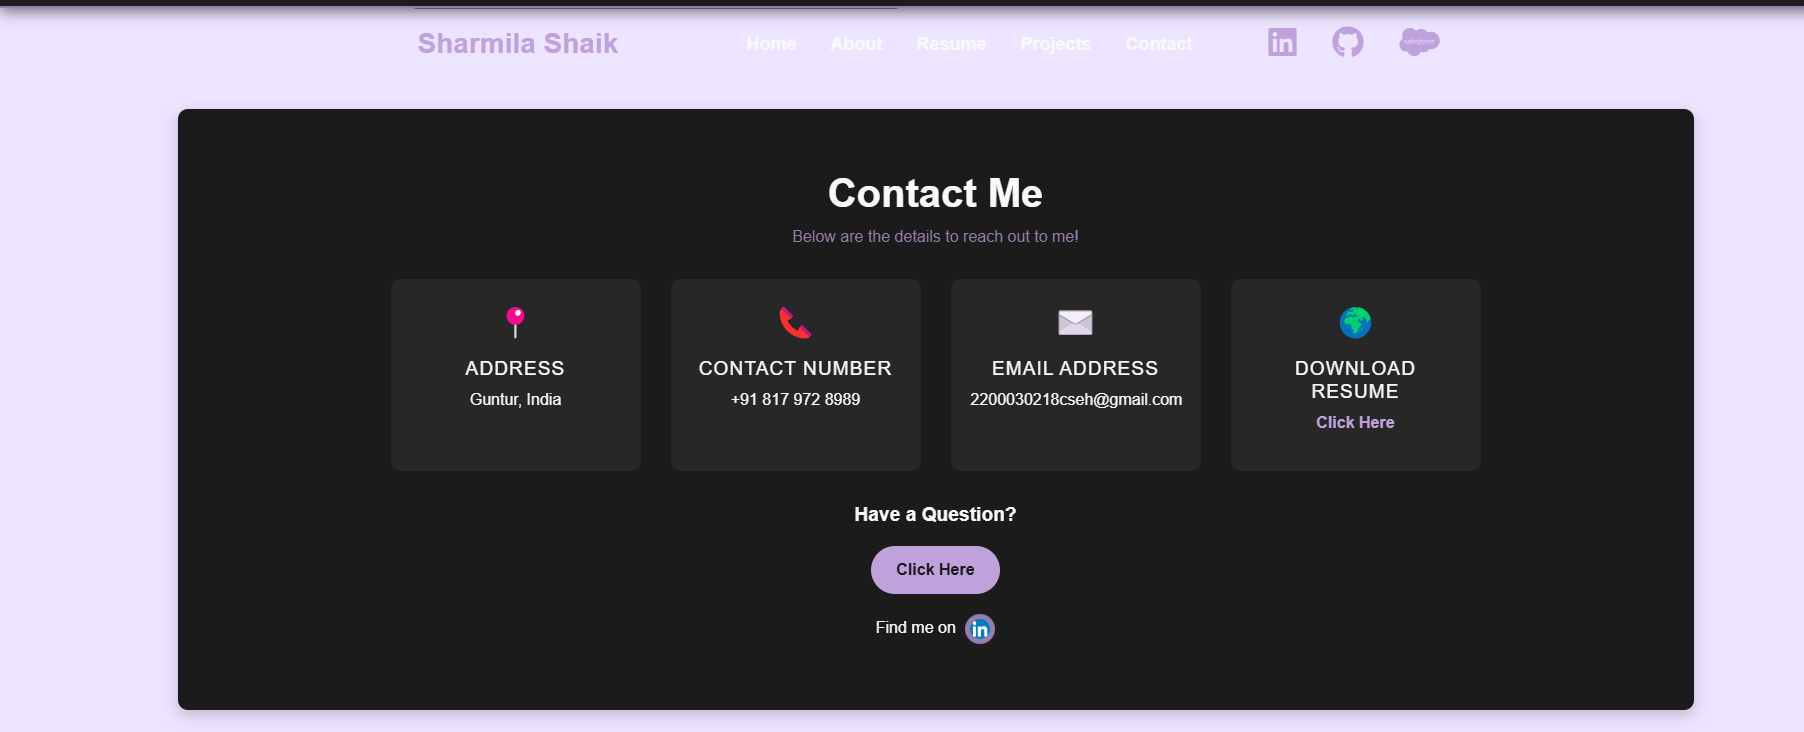 Sharmila Shaik
Home About Resume Projects Contact
in
salesforce
Contact Me
Below are the details to reach out to me!
ADDRESS
Guntur, India
CONTACT NUMBER
+91 817 972 8989
EMAIL ADDRESS
2200030218cseh@gmail.com
DOWNLOAD
RESUME
Click Here
Have a Question?
Click Here
Find me on in